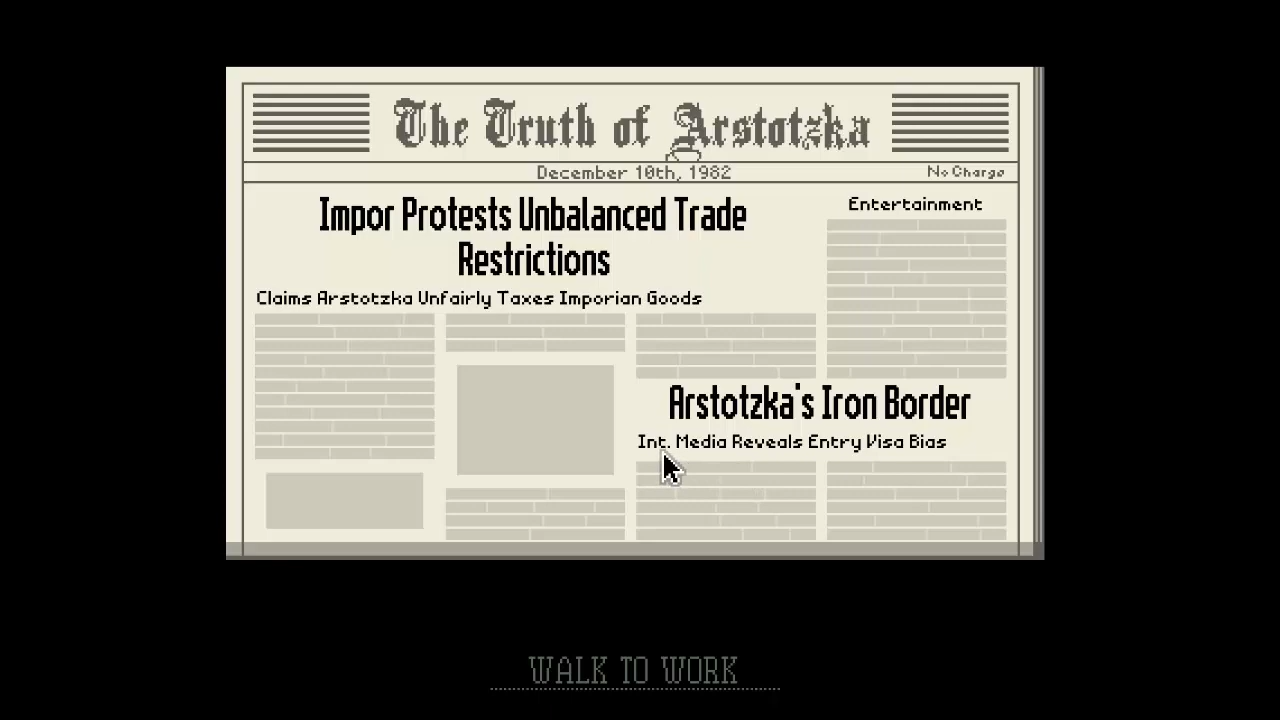 The Truth of Arstotzka
December 10th, 1982
No Charge
Impor Protests Unbalanced Trade
Restrictions
Claims Arstotzka Unfairly Taxes Imporian Goods
Entertainment
Arstotzka's Iron Border
Int. Media Reveals Entry Visa Bias
WALK TO WORK